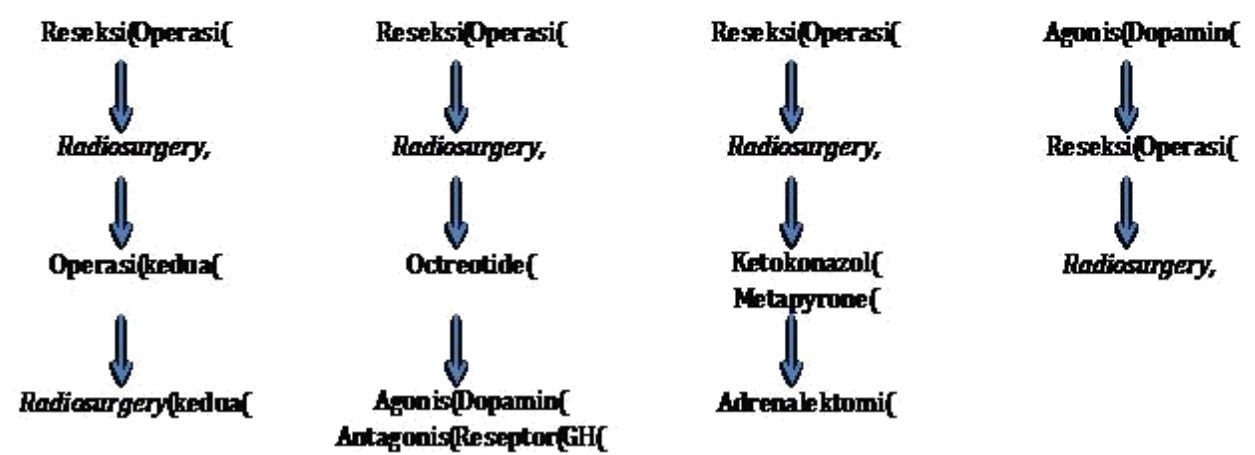 Reseksi(Operasi(
Radiosurgery,
Operasi(kedua(
Radiosurgery(kedua(
Reseksi(Operasi(
Radiosurgery,
Octreotide(
Agonis(Dopamin(
Antagonis(Reseptor(GH(
Reseksi(Operasi(
Radiosurgery,
Ketokonazol(
Metapyrone(
Adrenalektomi(
Agonis(Dopamin(
Reseksi(Operasi(
Radiosurgery,